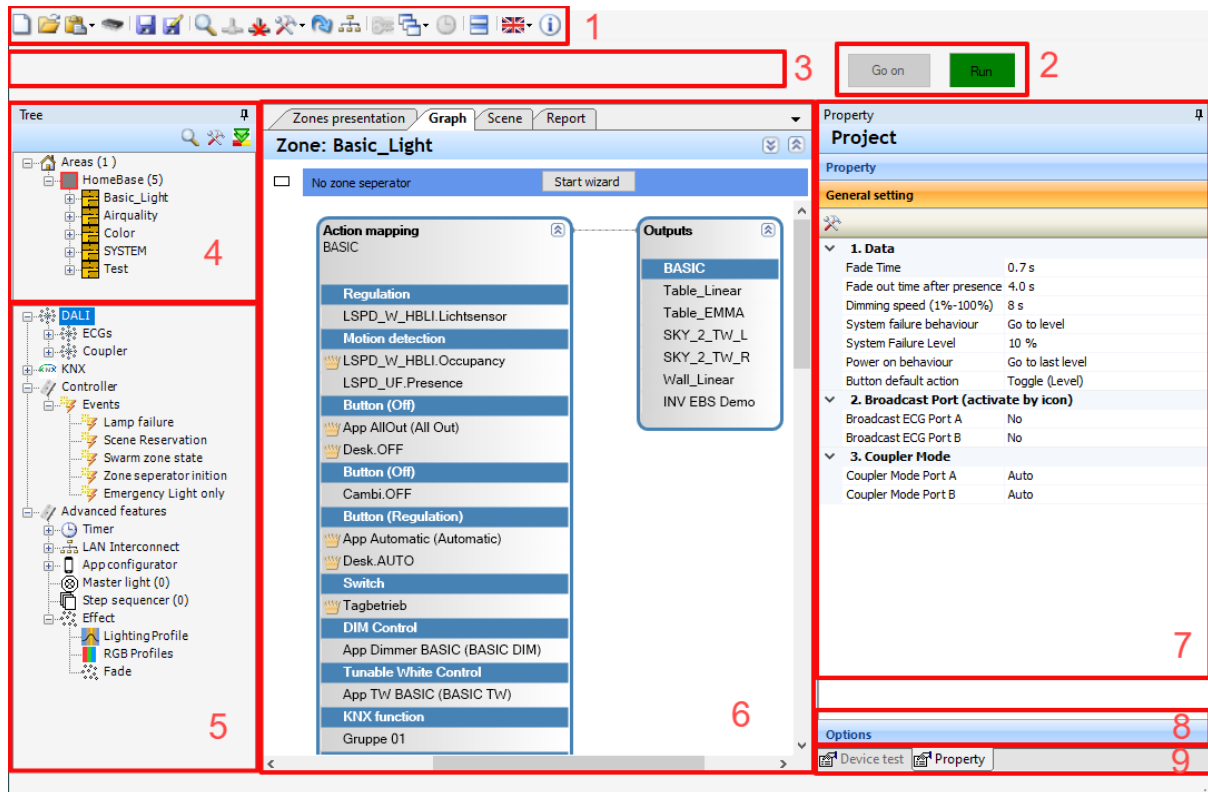 1
3
Go on
Run
2
Tree
Areas (1 )
HomeBase (5)
Basic_Light
Airquality
Color
SYSTEM
Test
4
DALI
ECGs
Coupler
KNX KNX
Controller
Events
Lamp failure
Scene Reservation
Swarm zone state
Zone seperator inition
Emergency Light only
Advanced features
Timer
LAN Interconnect
App configurator
Master light (0)
Step sequencer (0)
Effect
Lighting Profile
RGB Profiles
Fade
5
Zones presentation
Graph
Scene
Report
Zone: Basic_Light
No zone seperator
Start wizard
Action mapping
BASIC
Regulation
LSPD_W_HBLI.Lichtsensor
Motion detection
LSPD_W_HBLI.Occupancy
LSPD_UF.Presence
Button (Off)
App AllOut (All Out)
Desk.OFF
Button (Off)
Cambi.OFF
Button (Regulation)
App Automatic (Automatic)
Desk.AUTO
Switch
Tagbetrieb
DIM Control
App Dimmer BASIC (BASIC DIM)
Tunable White Control
App TW BASIC (BASIC TW)
KNX function
Gruppe 01
Outputs
BASIC
Table_Linear
Table_EMMA
SKY_2_TW_L
SKY_2_TW_R
Wall_Linear
INV EBS Demo
6
Property
Project
Property
General setting
1. Data
Fade Time 0.7 s
Fade out time after presence 4.0 s
Dimming speed (1%-100%) 8 s
System failure behaviour Go to level
System Failure Level 10 %
Power on behaviour Go to last level
Button default action Toggle (Level)
2. Broadcast Port (activate by icon)
Broadcast ECG Port A No
Broadcast ECG Port B No
3. Coupler Mode
Coupler Mode Port A Auto
Coupler Mode Port B Auto
7
Options
8
Device test
Property
9